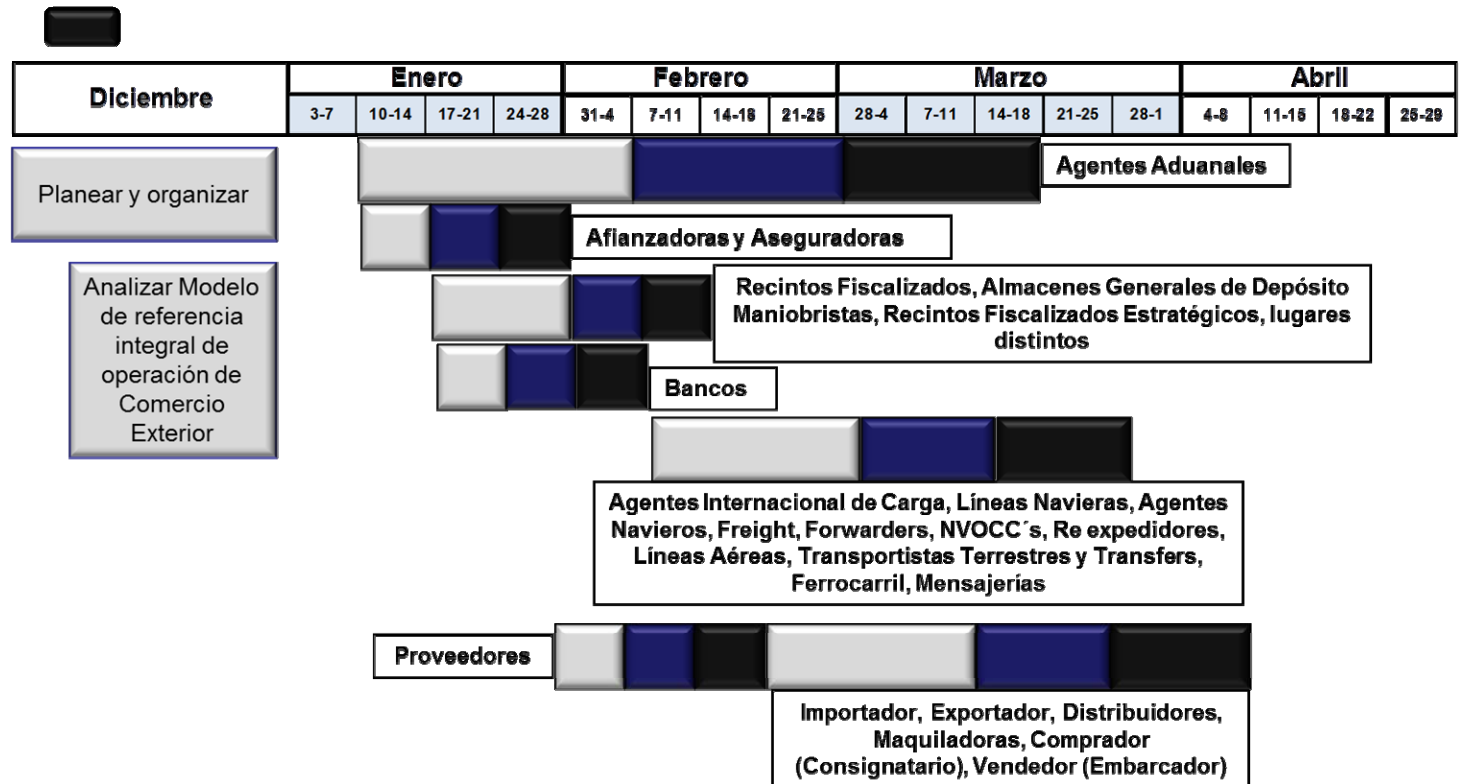 Diciembre
Enero
Febrero
Marzo
Abril
3-7 10-14 17-21 24-28 31-4 7-11 14-18 21-25 28-4 7-11 14-18 21-25 28-1 4-8 11-15 18-22 25-29
Planear y organizar
Agentes Aduanales
Afianzadoras y Aseguradoras
Analizar Modelo
de referencia
integral de
operación de
Comercio
Exterior
Recintos Fiscalizados, Almacenes Generales de Depósito
Maniobristas, Recintos Fiscalizados Estratégicos, lugares
distintos
Bancos
Agentes Internacional de Carga, Líneas Navieras, Agentes
Navieros, Freight, Forwarders, NVOCC´s, Re expedidores,
Líneas Aéreas, Transportistas Terrestres y Transfers,
Ferrocarril, Mensajerías
Proveedores
Importador, Exportador, Distribuidores,
Maquiladoras, Comprador
(Consignatario), Vendedor (Embarcador)